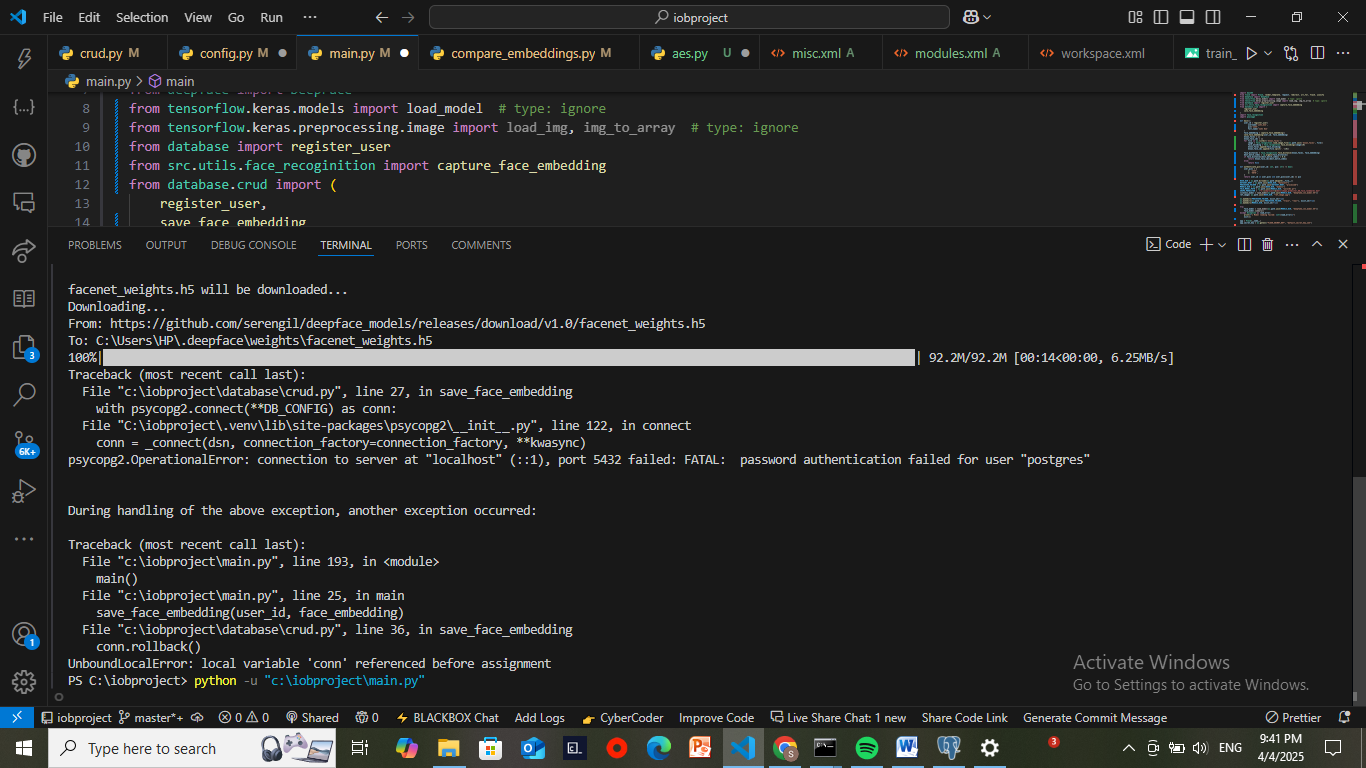 File Edit Selection View Go Run ··· iobproject
crud.py M config.py M main.py M compare_embeddings.py M aes.py U misc.xml A modules.xml A workspace.xml train_
main.py > main
8 from tensorflow.keras.models import load_model # type: ignore
9 from tensorflow.keras.preprocessing.image import load_img, img_to_array # type: ignore
10 from database import register_user
11 from src.utils.face_recoginition import capture_face_embedding
12 from database.crud import (
13 register_user,
14 save_face_embedding
PROBLEMS OUTPUT DEBUG CONSOLE TERMINAL PORTS COMMENTS Code
facenet_weights.h5 will be downloaded...
Downloading...
From: https://github.com/serengil/deepface_models/releases/download/v1.0/facenet_weights.h5
To: C:\Users\HP\.deepface\weights\facenet_weights.h5
100%| | 92.2M/92.2M [00:14<00:00, 6.25MB/s]
Traceback (most recent call last):
File "c:\iobproject\database\crud.py", line 27, in save_face_embedding
with psycopg2.connect(**DB_CONFIG) as conn:
File "C:\iobproject\.venv\lib\site-packages\psycopg2\__init__.py", line 122, in connect
conn = _connect(dsn, connection_factory=connection_factory, **kwasync)
psycopg2.OperationalError: connection to server at "localhost" (::1), port 5432 failed: FATAL:  password authentication failed for user "postgres"
During handling of the above exception, another exception occurred:
Traceback (most recent call last):
File "c:\iobproject\main.py", line 193, in <module>
main()
File "c:\iobproject\main.py", line 25, in main
save_face_embedding(user_id, face_embedding)
File "c:\iobproject\database\crud.py", line 36, in save_face_embedding
conn.rollback()
UnboundLocalError: local variable 'conn' referenced before assignment
PS C:\iobproject> python -u "c:\iobproject\main.py"
3
6K+
1
Activate Windows
Go to Settings to activate Windows.
iobproject master*+ 0 0 Shared 0 BLACKBOX Chat Add Logs CyberCoder Improve Code Live Share Chat: 1 new Share Code Link Generate Commit Message Prettier
Type here to search 3 ENG 9:41 PM
4/4/2025